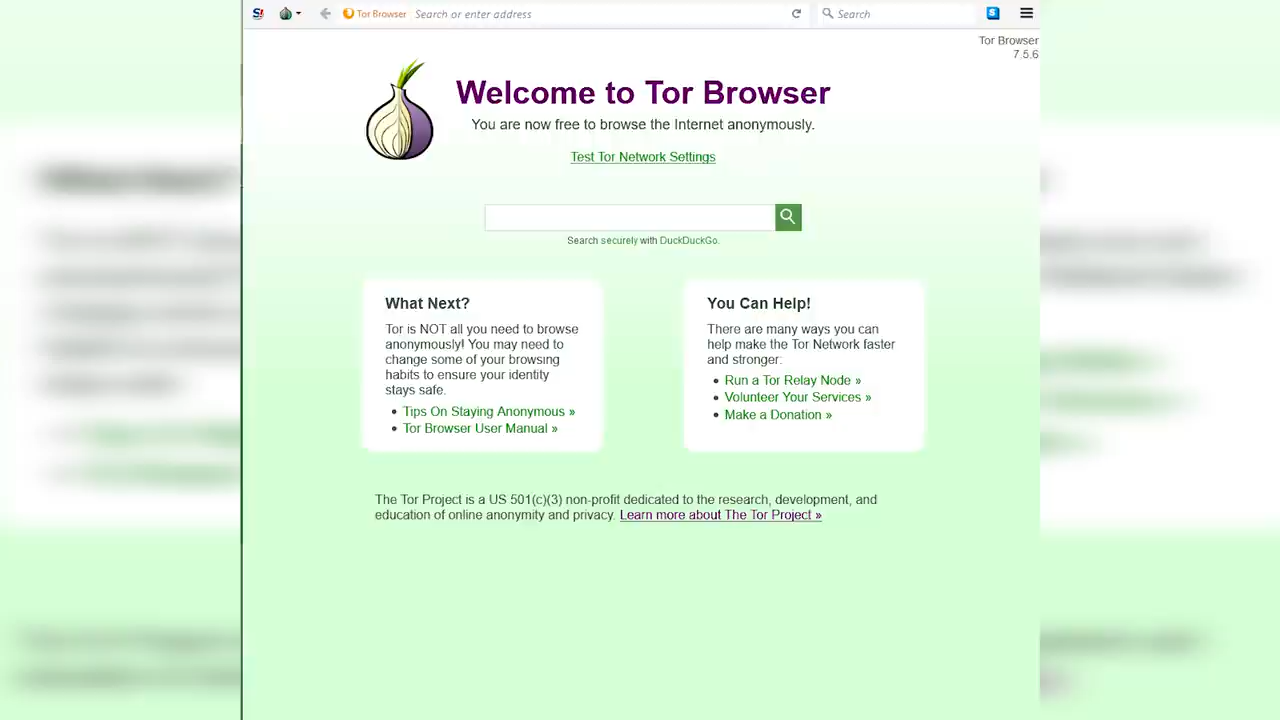 Tor Browser
Search or enter address
Search
Tor Browser
7.5.6
Welcome to Tor Browser
You are now free to browse the Internet anonymously.
Test Tor Network Settings
Search securely with DuckDuckGo.
What Next?
Tor is NOT all you need to browse
anonymously! You may need to
change some of your browsing
habits to ensure your identity
stays safe.
Tips On Staying Anonymous »
Tor Browser User Manual »
You Can Help!
There are many ways you can
help make the Tor Network faster
and stronger:
Run a Tor Relay Node »
Volunteer Your Services »
Make a Donation »
The Tor Project is a US 501(c)(3) non-profit dedicated to the research, development, and
education of online anonymity and privacy. Learn more about The Tor Project »